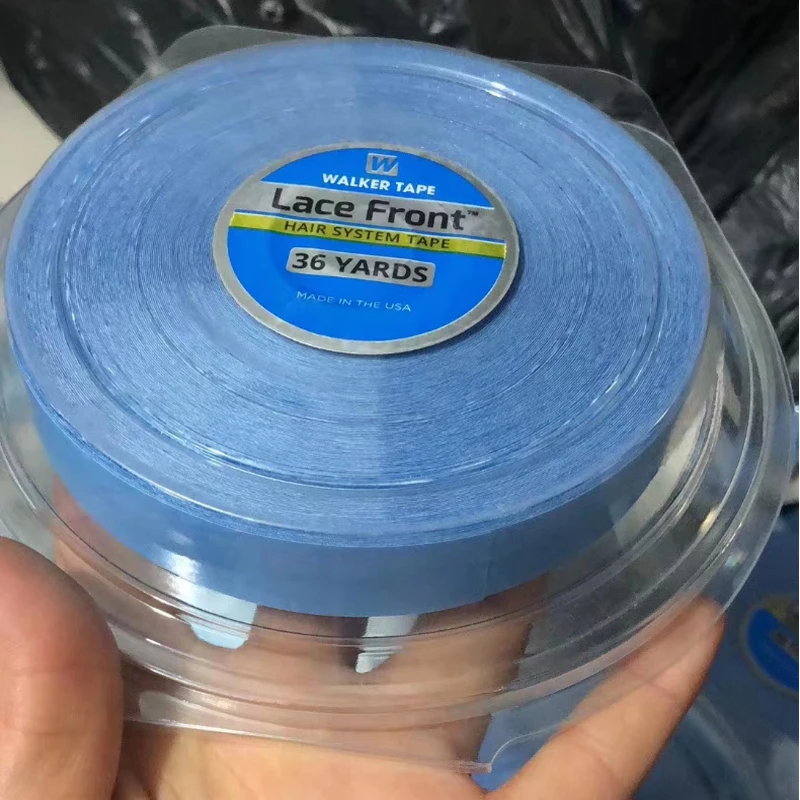 W
WALKER TAPE
Lace Front™
HAIR SYSTEM TAPE
36 YARDS
MADE IN THE USA